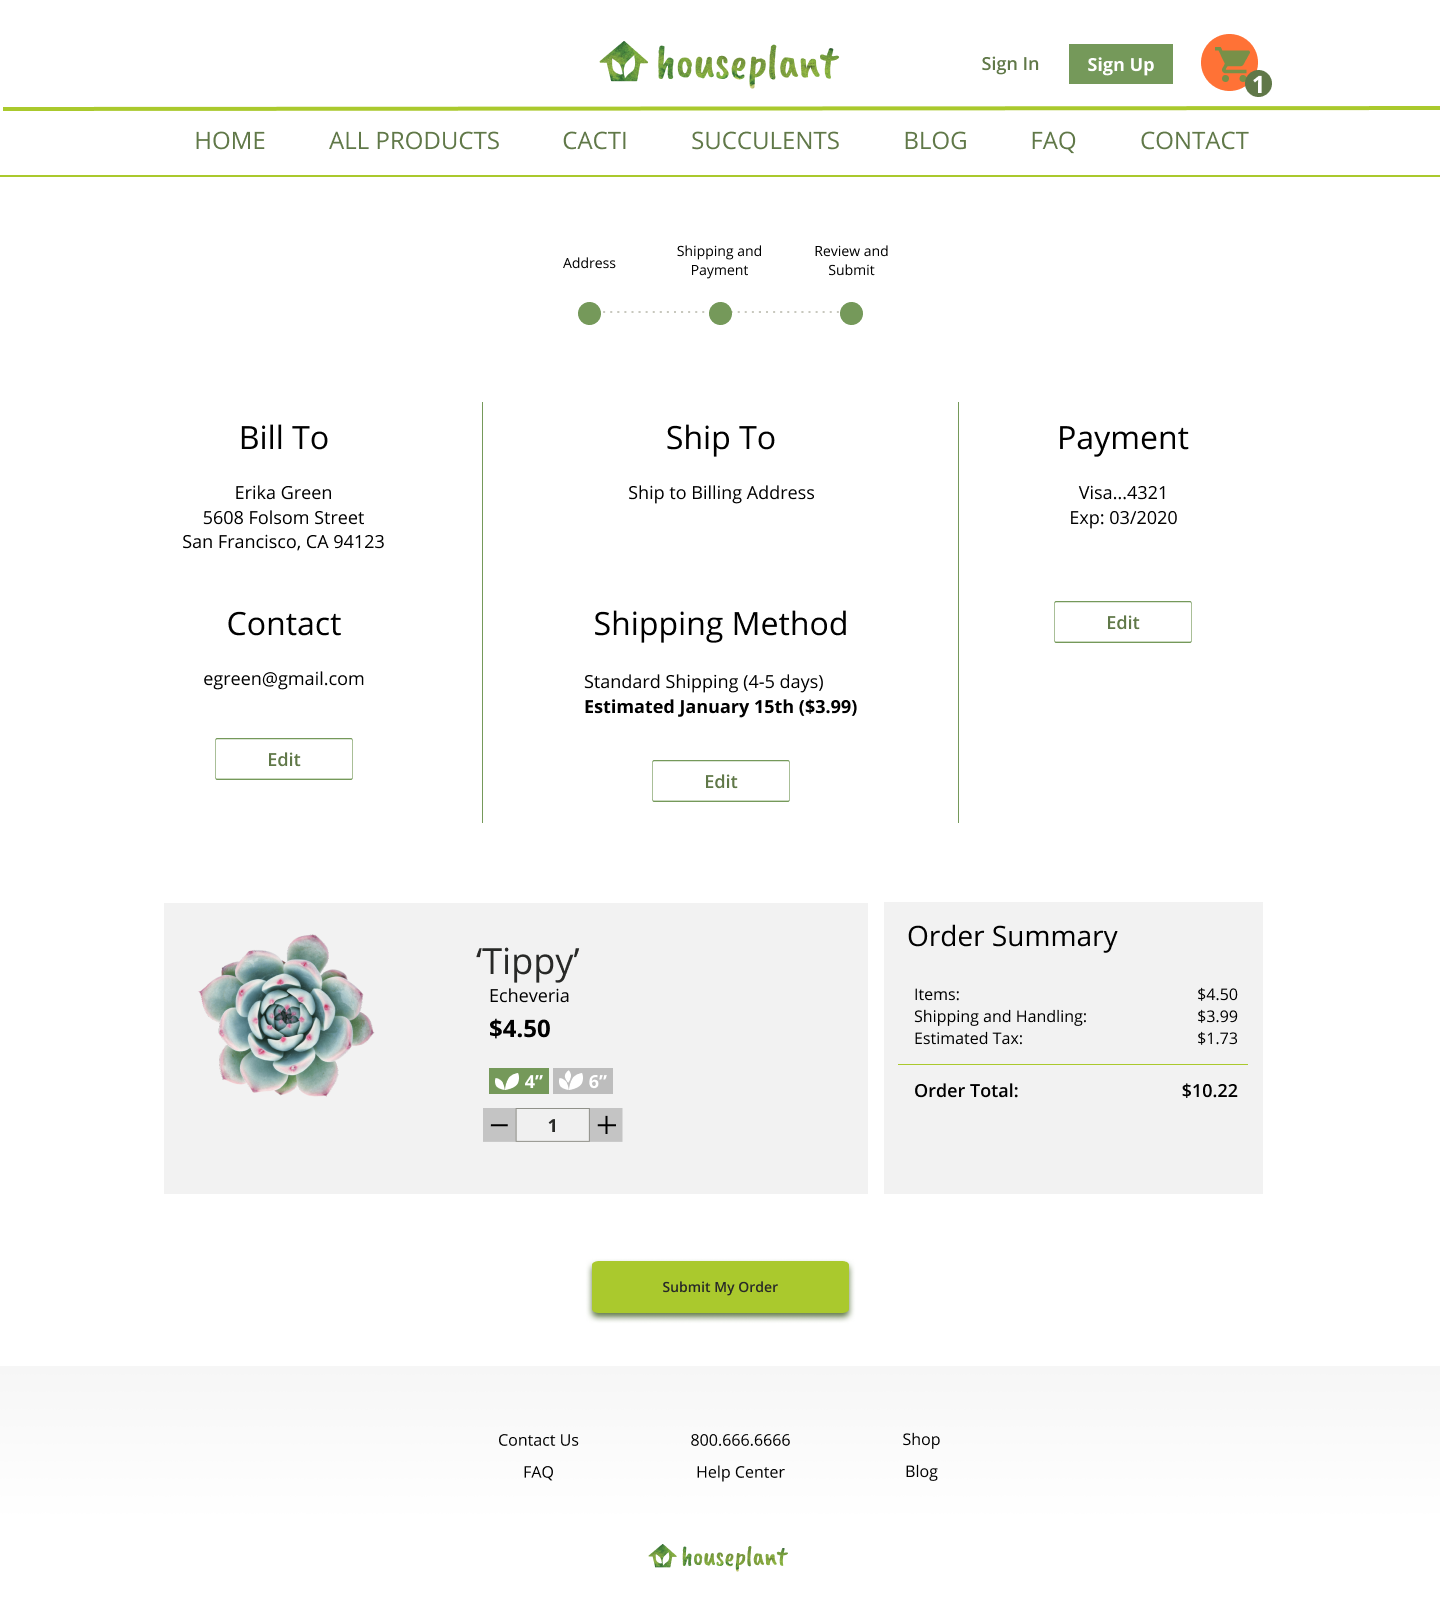 houseplant
Sign In
Sign Up
1
HOME
ALL PRODUCTS
CACTI
SUCCULENTS
BLOG
FAQ
CONTACT
Address
Shipping and
Payment
Review and
Submit
Bill To
Erika Green
5608 Folsom Street
San Francisco, CA 94123
Contact
egreen@gmail.com
Edit
Ship To
Ship to Billing Address
Shipping Method
Standard Shipping (4-5 days)
Estimated January 15th ($3.99)
Edit
Payment
Visa...4321
Exp: 03/2020
Edit
‘Tippy’
Echeveria
$4.50
4” 6”
1
Order Summary
Items: $4.50
Shipping and Handling: $3.99
Estimated Tax: $1.73
Order Total: $10.22
Submit My Order
Contact Us
FAQ
800.666.6666
Help Center
Shop
Blog
houseplant